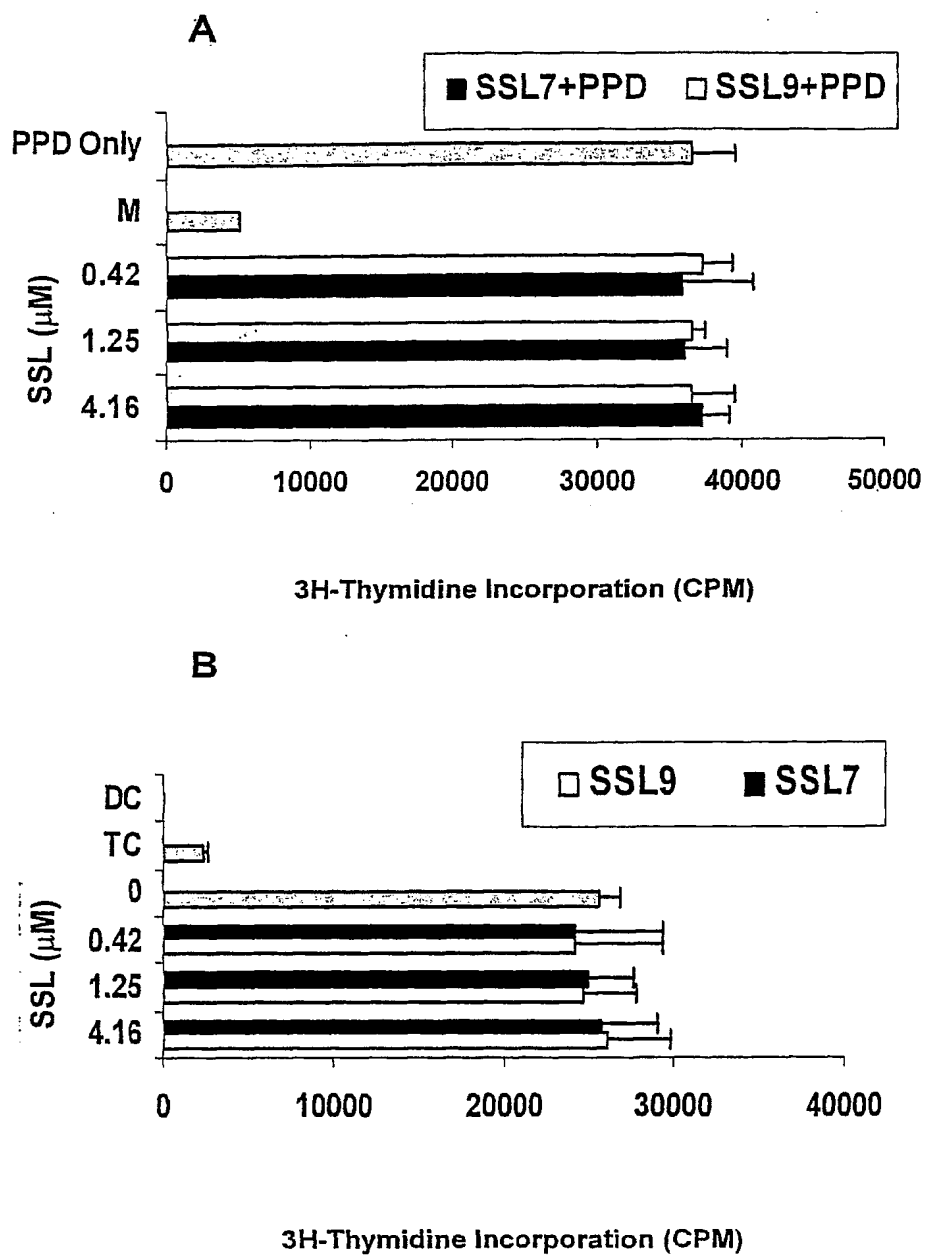 A
SSL7+PPD SSL9+PPD
PPD Only
M
0.42
1.25
4.16
SSL (µM)
0 10000 20000 30000 40000 50000
3H-Thymidine Incorporation (CPM)
B
SSL9 SSL7
DC
TC
0
0.42
1.25
4.16
SSL (µM)
0 10000 20000 30000 40000
3H-Thymidine Incorporation (CPM)